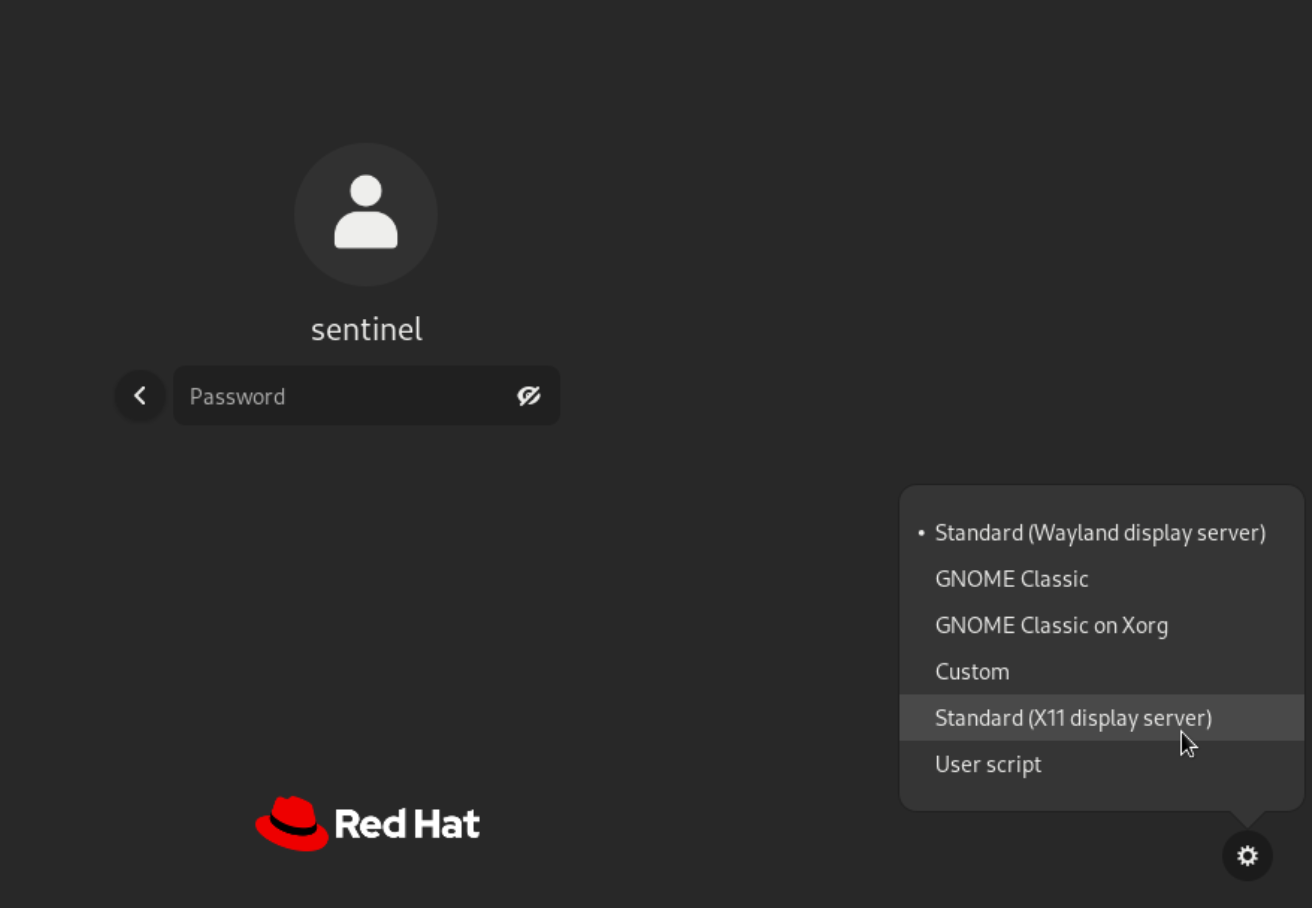 sentinel
Password
• Standard (Wayland display server)
GNOME Classic
GNOME Classic on Xorg
Custom
Standard (X11 display server)
User script
Red Hat